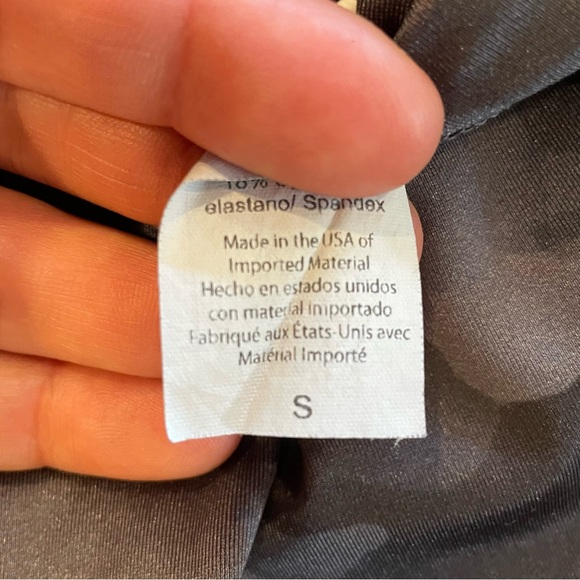 elastano/ Spandex
Made in the USA of
Imported Material
Hecho en estados unidos
con material importado
Fabriqué aux États-Unis avec
Matérial Importé
S